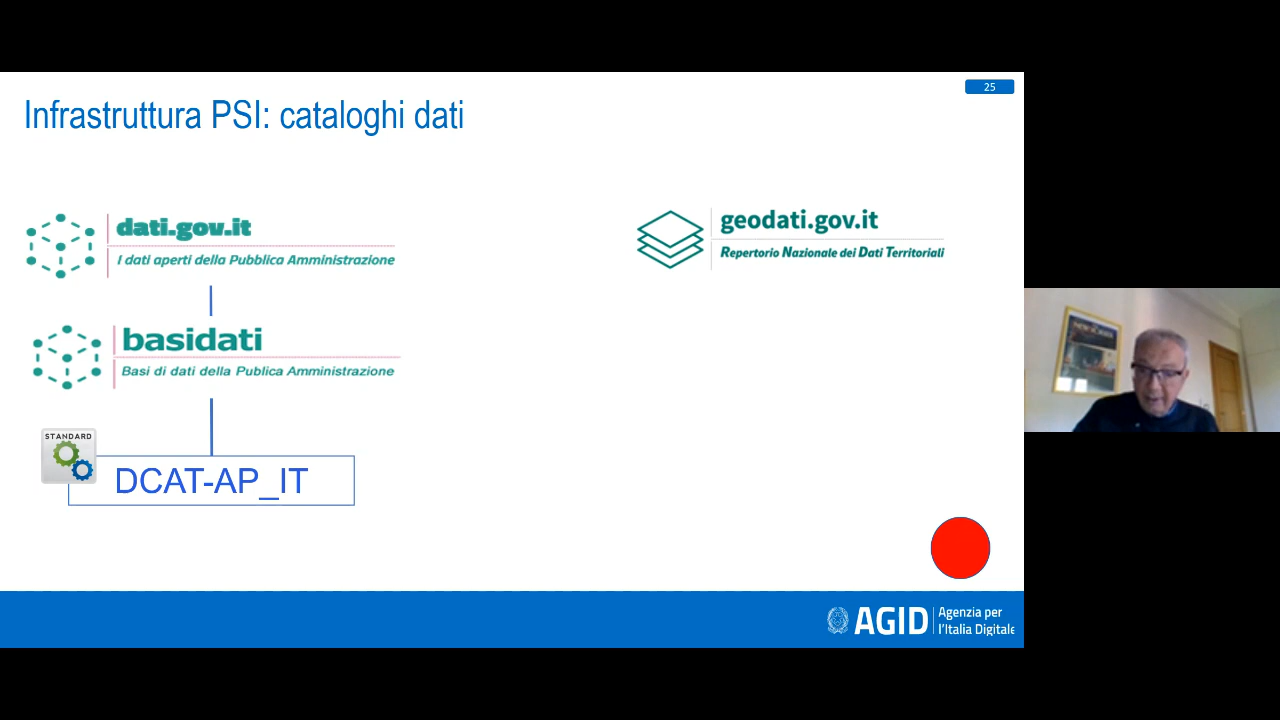 25
Infrastruttura PSI: cataloghi dati
dati.gov.it
I dati aperti della Pubblica Amministrazione
geodati.gov.it
Repertorio Nazionale dei Dati Territoriali
basidati
Basi di dati della Publica Amministrazione
STANDARD
DCAT-AP_IT
AGID
Agenzia per
l'Italia Digitale